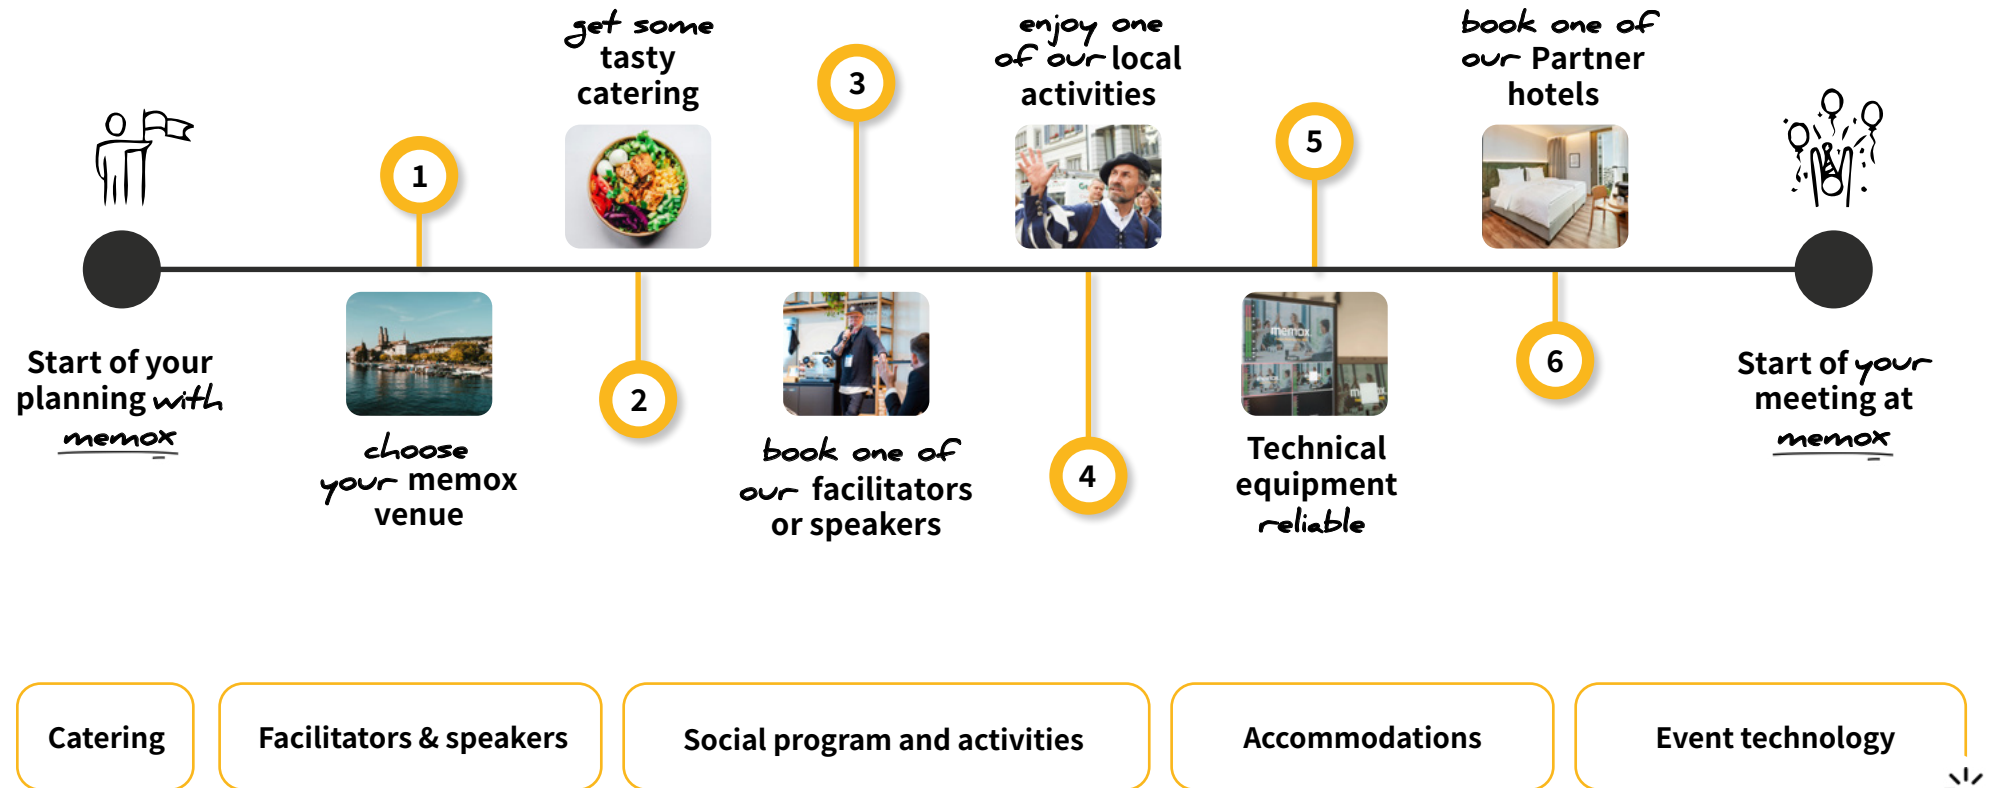 Start of your
planning with
memox
1
choose
your memox
venue
get some
tasty
catering
2
3
book one of
our facilitators
or speakers
enjoy one
of our local
activities
4
5
memox.
Technical
equipment
reliable
book one of
our Partner
hotels
6
Start of your
meeting at
memox
Catering
Facilitators & speakers
Social program and activities
Accommodations
Event technology